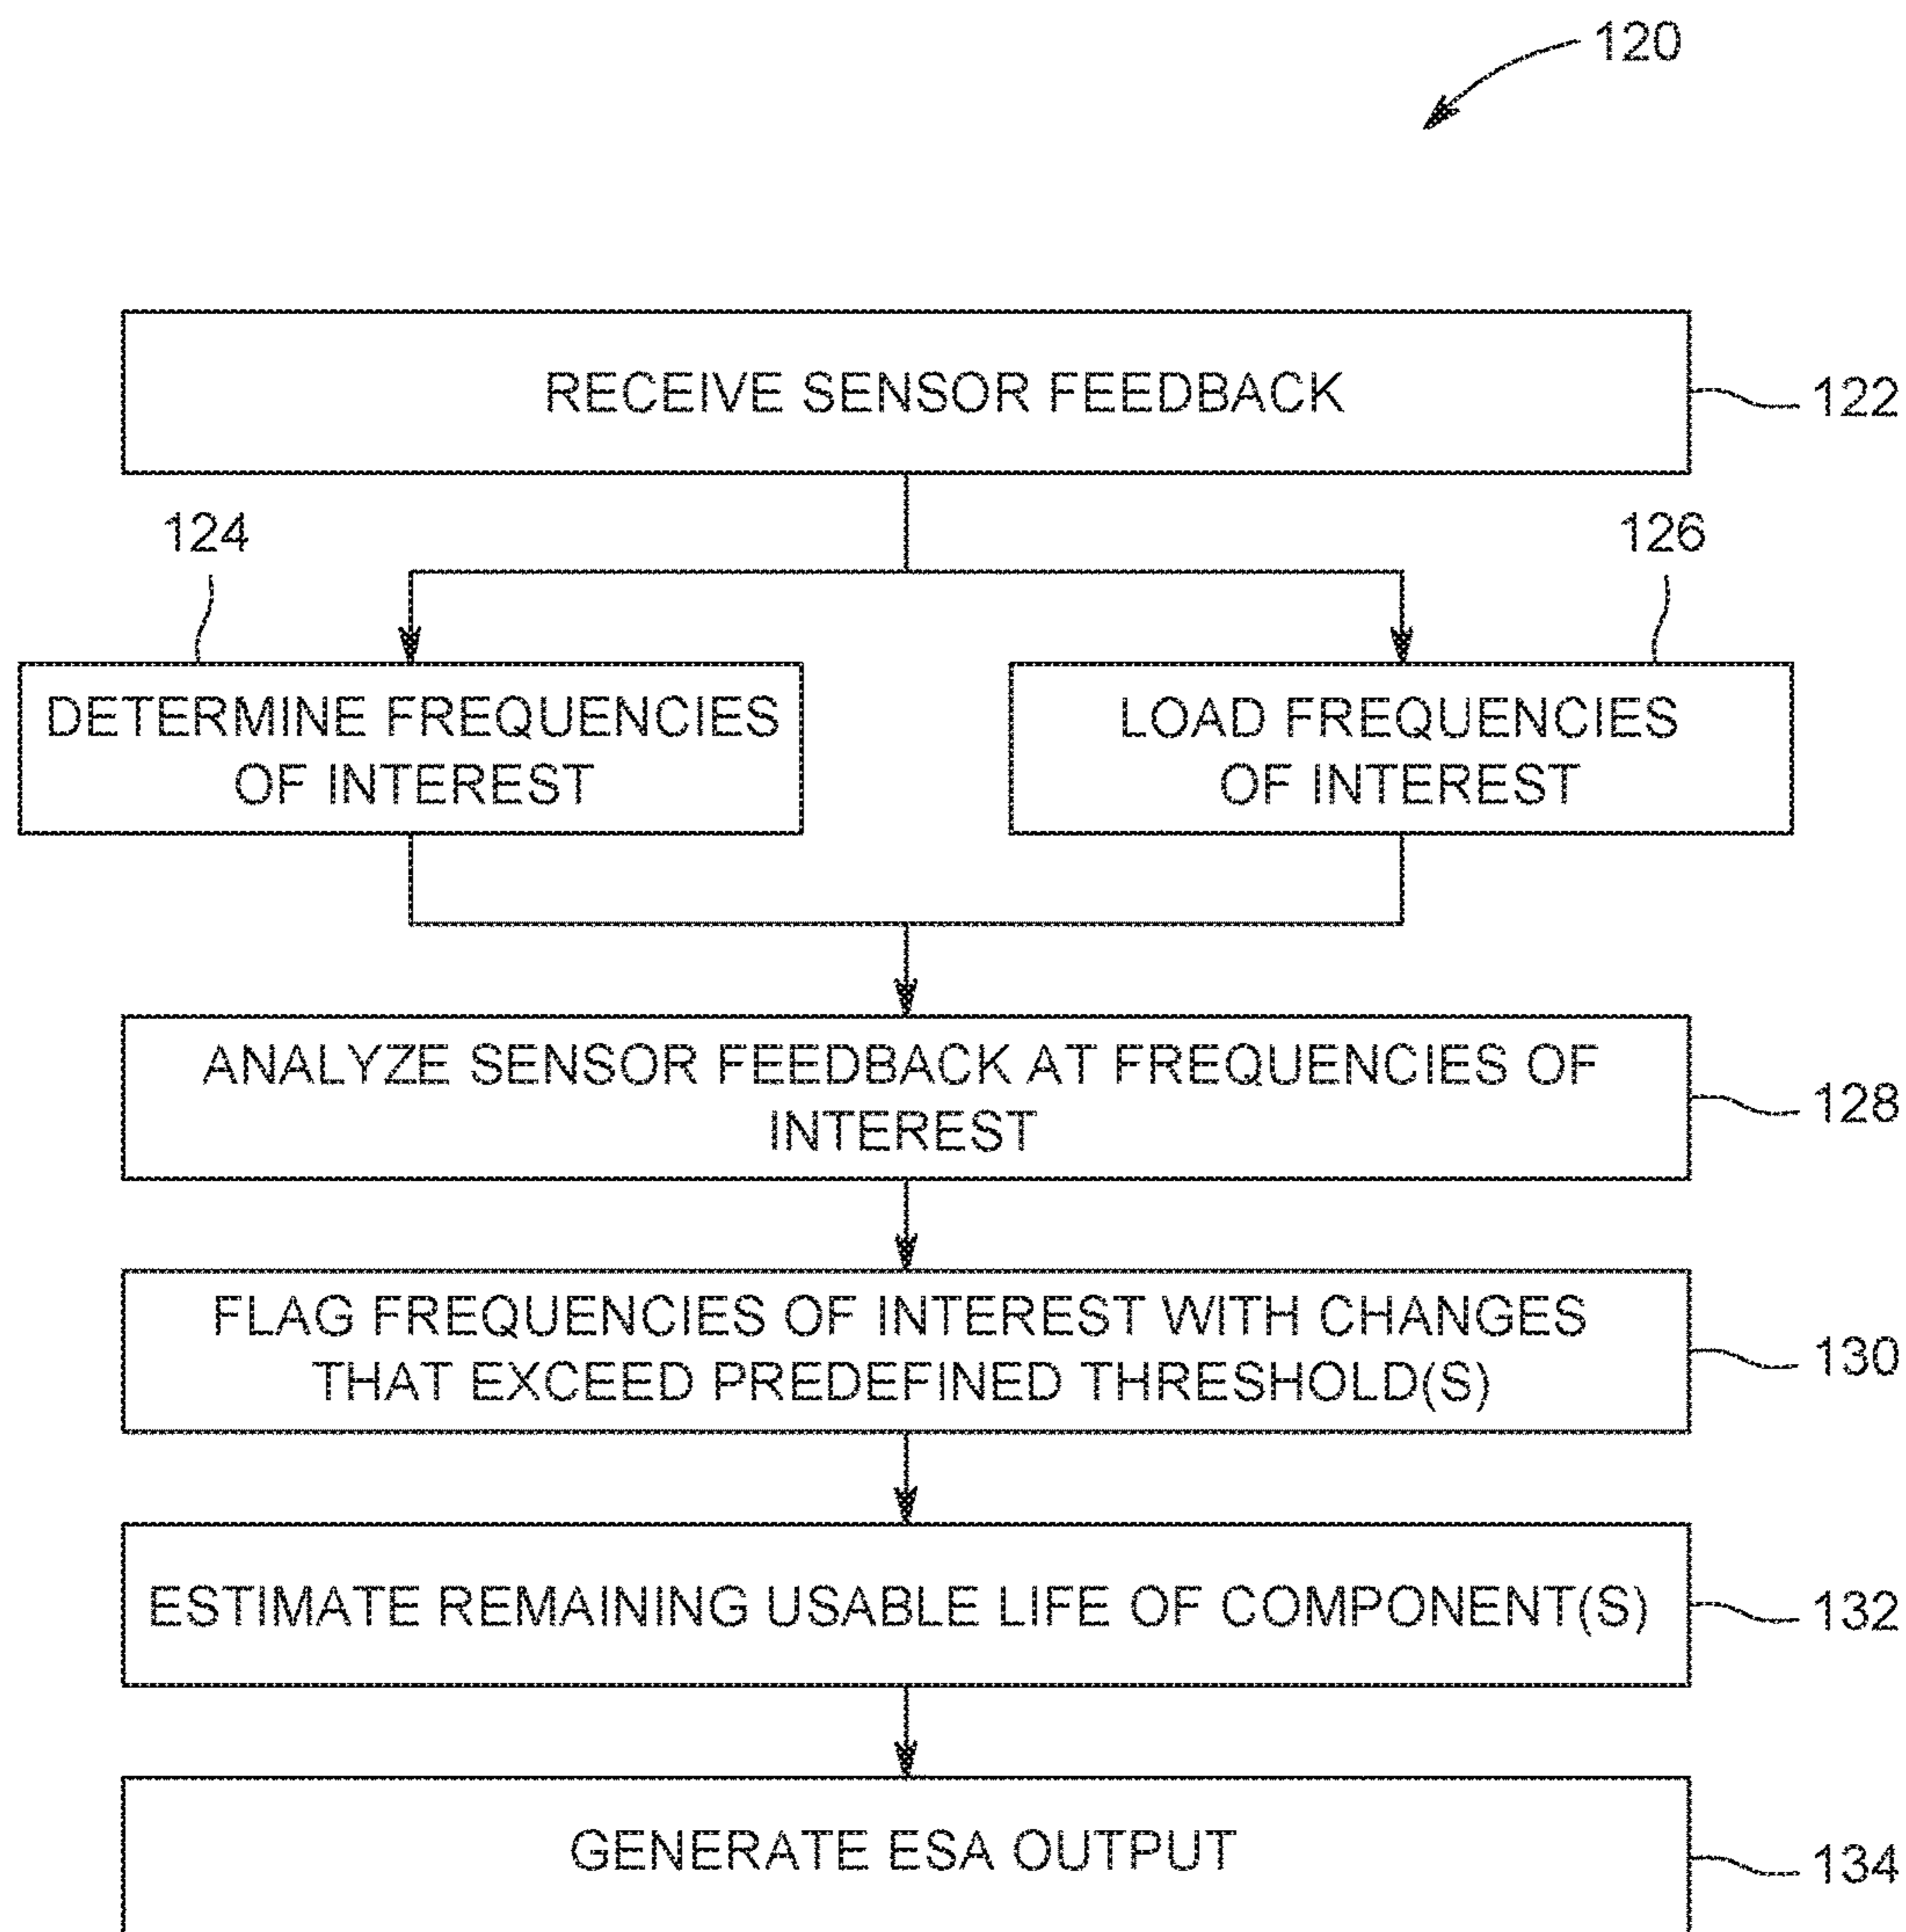 120
RECEIVE SENSOR FEEDBACK
122
124
126
DETERMINE FREQUENCIES
OF INTEREST
LOAD FREQUENCIES
OF INTEREST
ANALYZE SENSOR FEEDBACK AT FREQUENCIES OF
INTEREST
128
FLAG FREQUENCIES OF INTEREST WITH CHANGES
THAT EXCEED PREDEFINED THRESHOLD(S)
130
ESTIMATE REMAINING USABLE LIFE OF COMPONENT(S)
132
GENERATE ESA OUTPUT
134